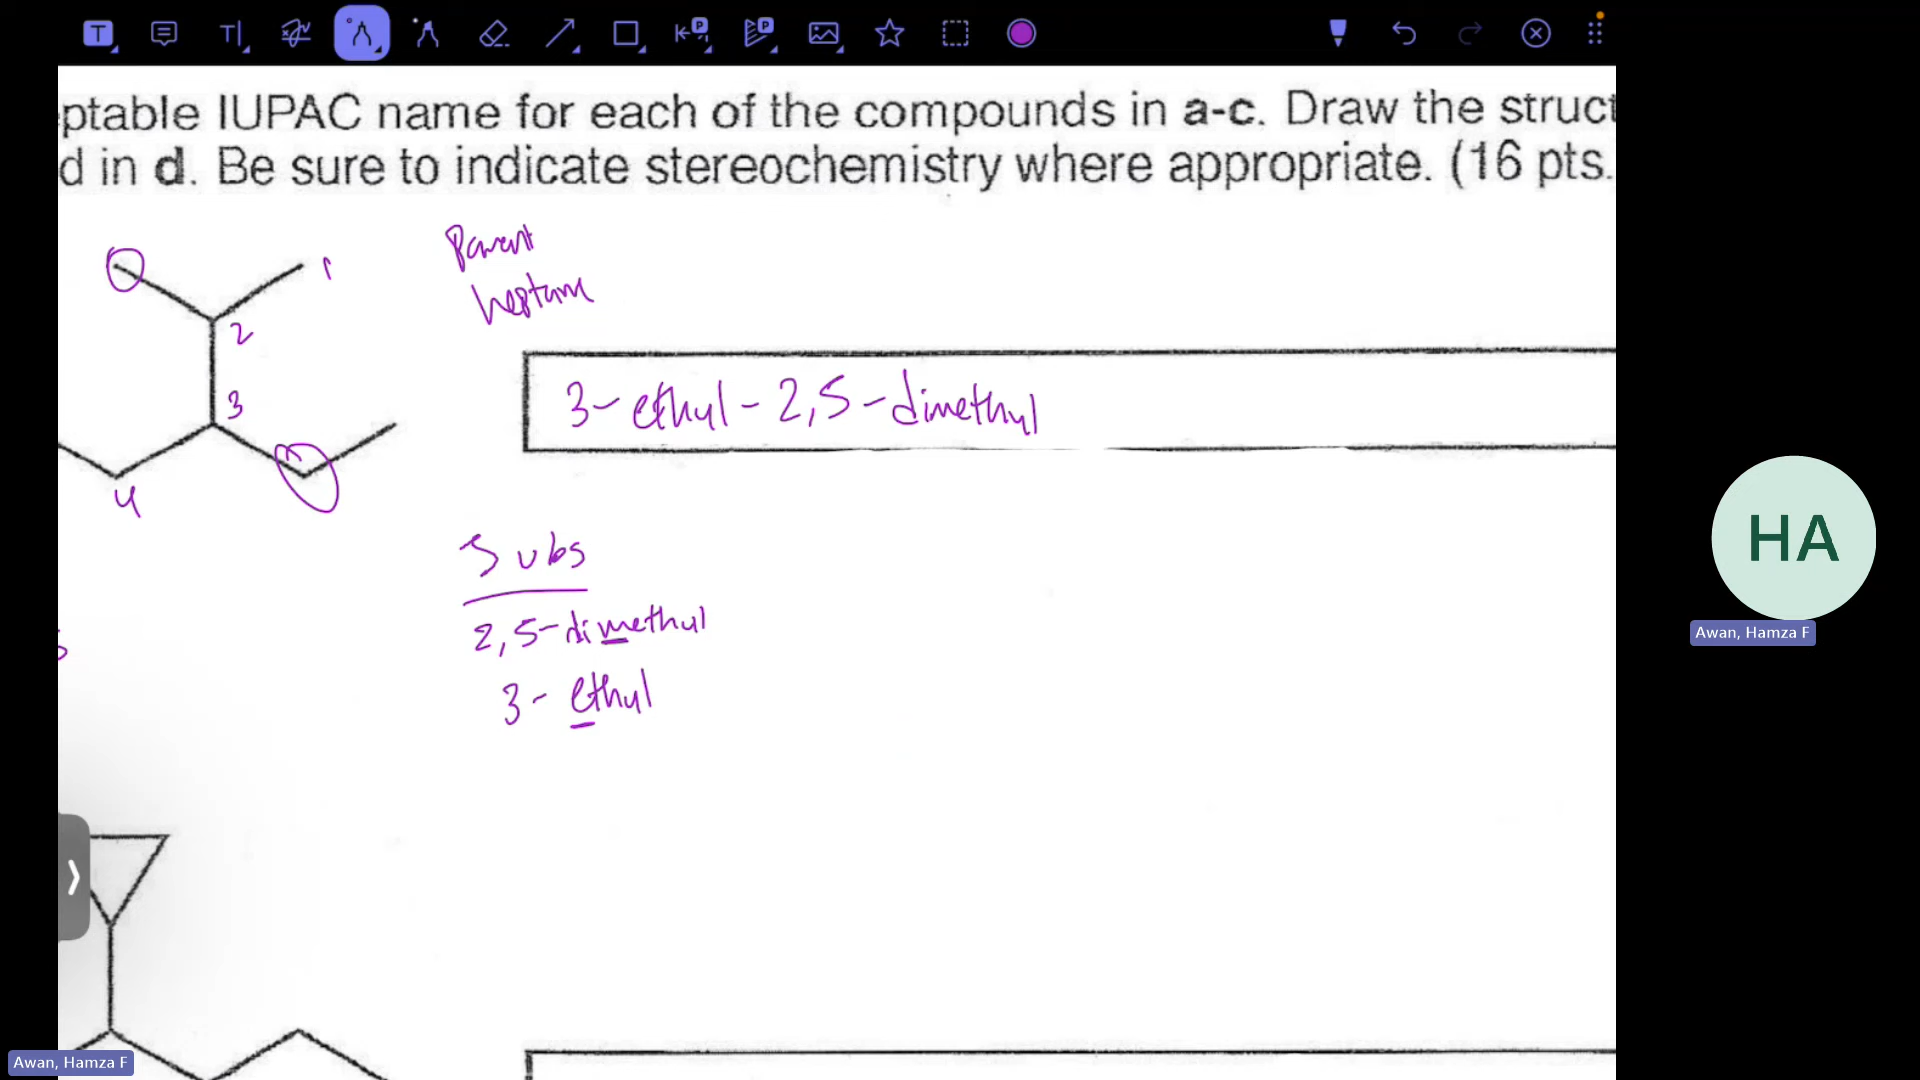 ptable IUPAC name for each of the compounds in a-c. Draw the struct
d in d. Be sure to indicate stereochemistry where appropriate. (16 pts.
Parent
heptane
1
2
3
4
3-ethyl-2,5-dimethyl
Subs
2,5-dimethyl
3-ethyl
5
HA
Awan, Hamza F
Awan, Hamza F